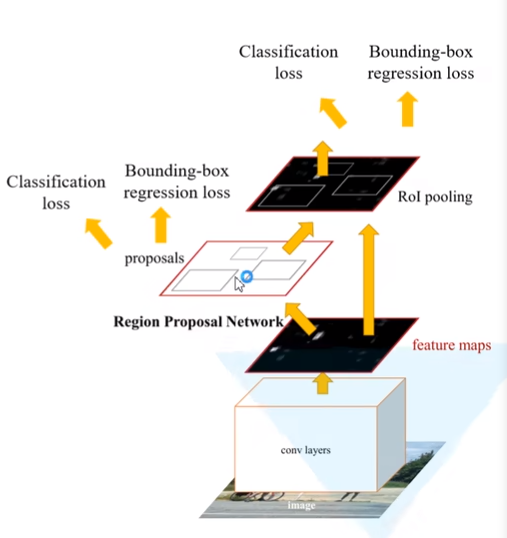 Classification
loss
Bounding-box
regression loss
Classification
loss
Bounding-box
regression loss
RoI pooling
proposals
Region Proposal Network
feature maps
conv layers
image